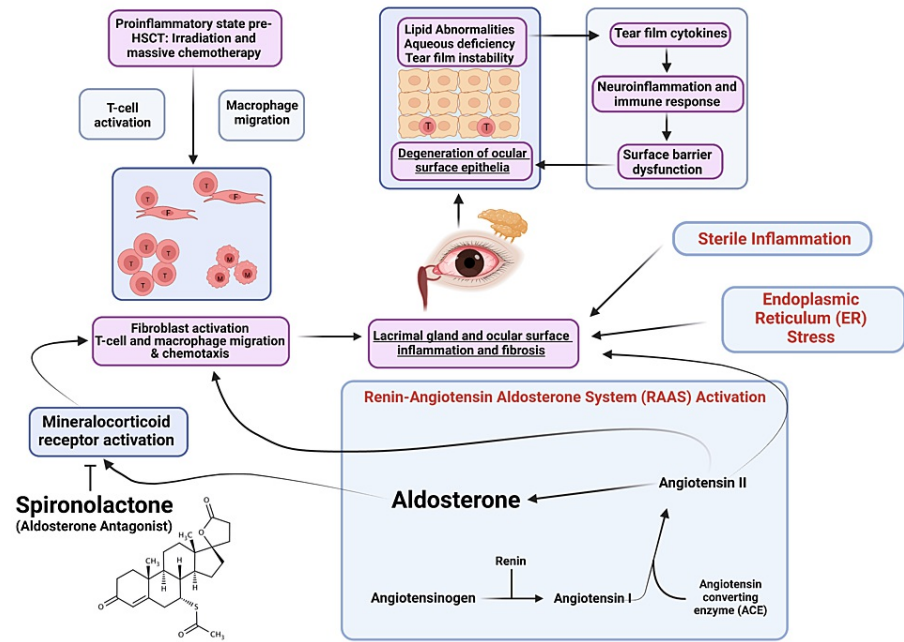 Proinflammatory state pre-
HSCT: Irradiation and
massive chemotherapy
T-cell
activation
Macrophage
migration
T
T
F
F
T
T
T
T
T
T
M
M
M
Lipid Abnormalities
Aqueous deficiency
Tear film instability
T
T
Degeneration of ocular
surface epithelia
Tear film cytokines
Neuroinflammation and
immune response
Surface barrier
dysfunction
Sterile Inflammation
Endoplasmic
Reticulum (ER)
Stress
Fibroblast activation
T-cell and macrophage migration
& chemotaxis
Lacrimal gland and ocular surface
inflammation and fibrosis
Mineralocorticoid
receptor activation
Spironolactone
(Aldosterone Antagonist)
O
O
H₃C
CH₃
H
H
H
O
S
O
CH₃
Renin-Angiotensin Aldosterone System (RAAS) Activation
Angiotensin II
Aldosterone
Renin
Angiotensinogen
Angiotensin I
Angiotensin
converting
enzyme (ACE)